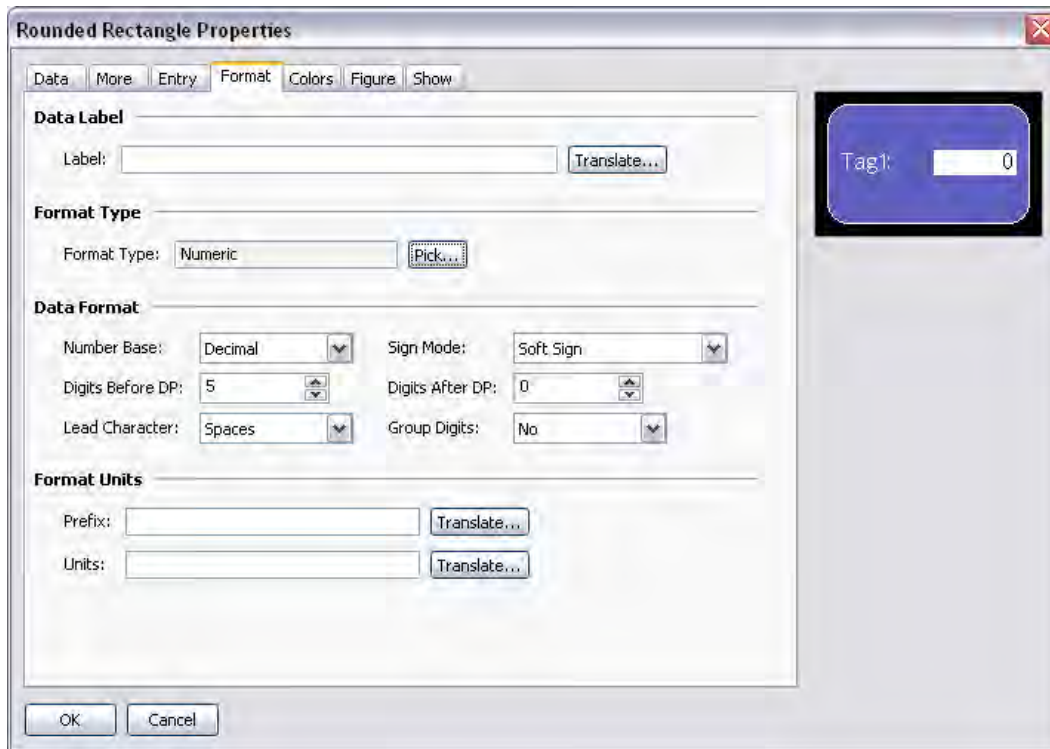 Rounded Rectangle Properties
Data More Entry Format Colors Figure Show
Data Label
Label: Translate...
Tag1: 0
Format Type
Format Type: Numeric Pick...
Data Format
Number Base: Decimal Sign Mode: Soft Sign
Digits Before DP: 5 Digits After DP: 0
Lead Character: Spaces Group Digits: No
Format Units
Prefix: Translate...
Units: Translate...
OK Cancel